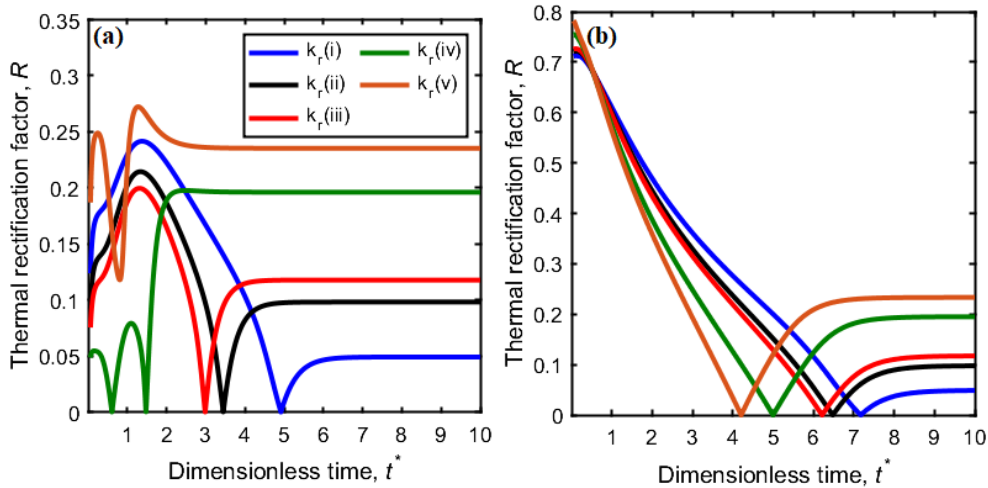 (a)
Thermal rectification factor, R
0.35
0.3
0.25
0.2
0.15
0.1
0.05
0
k_r(i)
k_r(ii)
k_r(iii)
k_r(iv)
k_r(v)
1 2 3 4 5 6 7 8 9 10
Dimensionless time, t*
(b)
Thermal rectification factor, R
0.8
0.7
0.6
0.5
0.4
0.3
0.2
0.1
0
1 2 3 4 5 6 7 8 9 10
Dimensionless time, t*